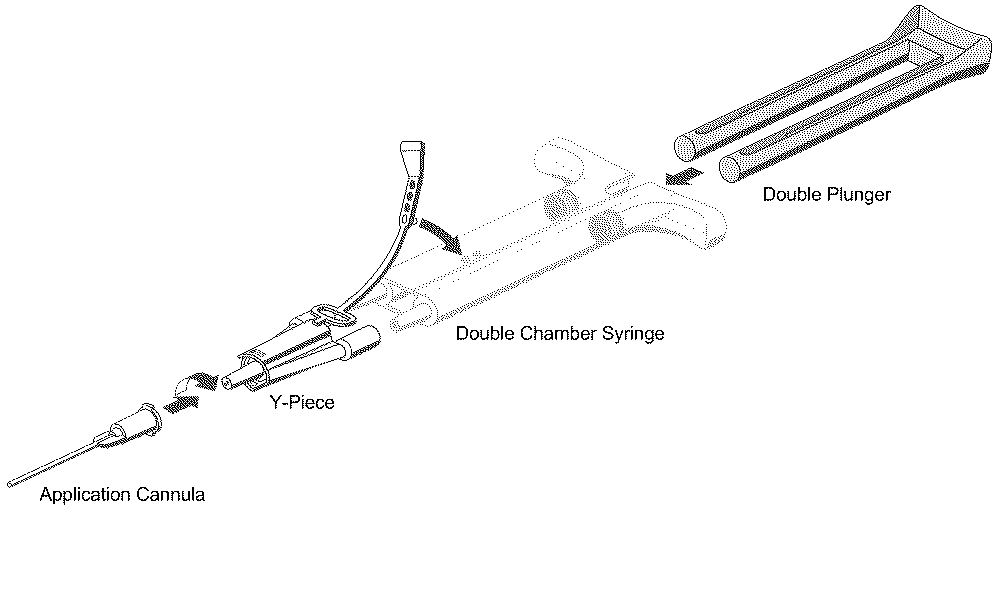 Double Plunger
Double Chamber Syringe
Y-Piece
Application Cannula